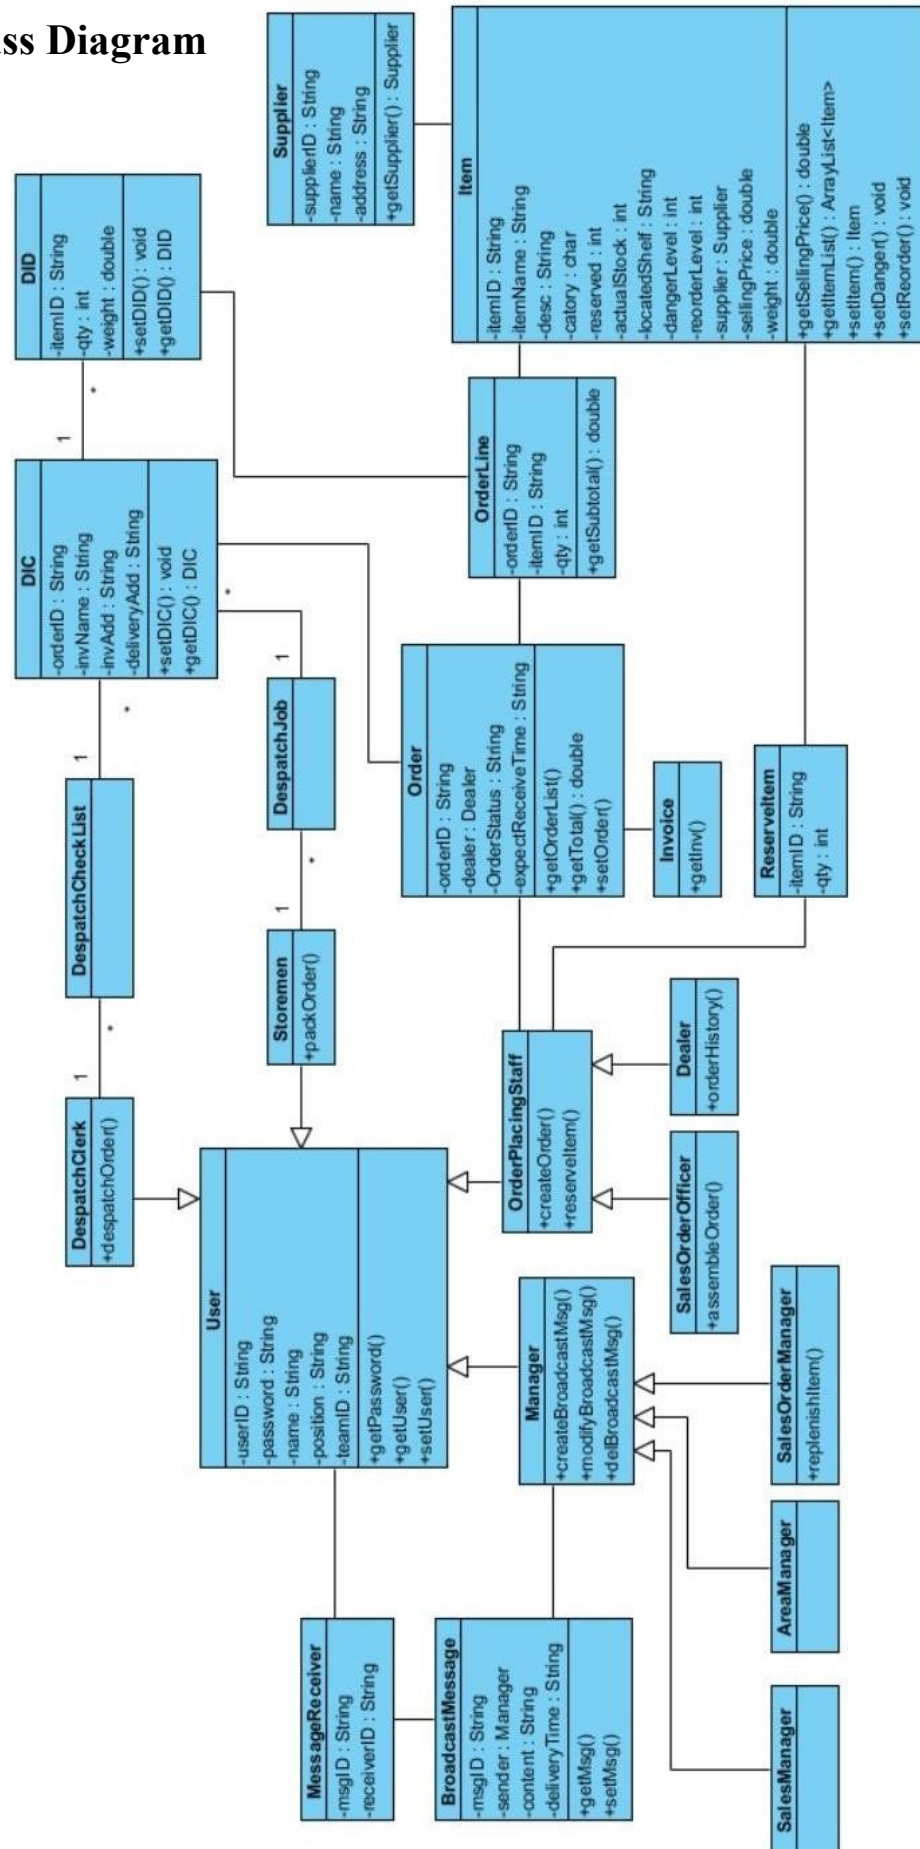 ss Diagram
Supplier
-supplierID : String
-name : String
-address : String
+getSupplier() : Supplier
DID
-itemID : String
-qty : int
-weight : double
+setDID() : void
+getDID() : DID
Item
-itemID : String
-itemName : String
-desc : String
-catory : char
-reserved : int
-actualStock : int
-locatedShelf : String
-dangerLevel : int
-reorderLevel : int
-supplier : Supplier
-sellingPrice : double
-weight : double
+getSellingPrice() : double
+getItemList() : ArrayList<Item>
+setItem() : Item
+setDanger() : void
+setReorder() : void
1
*
DIC
-orderID : String
-invName : String
-invAdd : String
-deliveryAdd : String
+setDIC() : void
+getDIC() : DIC
OrderLine
-orderID : String
-itemID : String
-qty : int
+getSubtotal() : double
1
*
1
*
DespatchCheckList
DespatchJob
Order
-orderID : String
-dealer : Dealer
-OrderStatus : String
-expectReceiveTime : String
+getOrderList()
+getTotal() : double
+setOrder()
Invoice
+getInv()
ReserveItem
-itemID : String
-qty : int
1
*
1
*
DespatchClerk
+despatchOrder()
Storemen
+packOrder()
OrderPlacingStaff
+createOrder()
+reserveItem()
Dealer
+orderHistory()
SalesOrderOfficer
+assembleOrder()
User
-userID : String
-password : String
-name : String
-position : String
-teamID : String
+getPassword()
+getUser()
+setUser()
Manager
+createBroadcastMsg()
+modifyBroadcastMsg()
+delBroadcastMsg()
SalesOrderManager
+replenishItem()
AreaManager
SalesManager
MessageReceiver
-msgID : String
-receiverID : String
BroadcastMessage
-msgID : String
-sender : Manager
-content : String
-deliveryTime : String
+getMsg()
+setMsg()